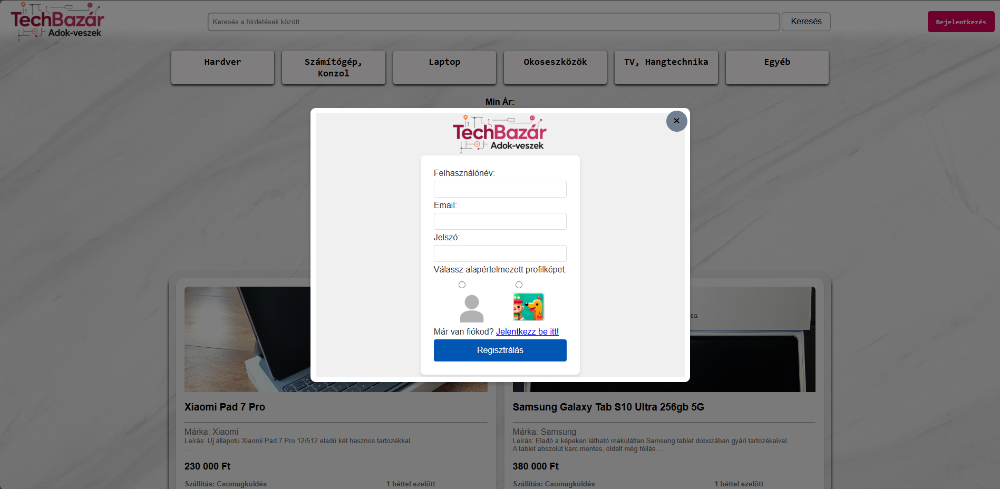 TechBazár
Adok-veszek
Keresés a hirdetések között...
Keresés
Bejelentkezés
Hardver
Számítógép,
Konzol
Laptop
Okoseszközök
TV, Hangtechnika
Egyéb
Min Ár:
×
TechBazár
Adok-veszek
Felhasználónév:
Email:
Jelszó:
Válassz alapértelmezett profilképet:
Már van fiókod? Jelentkezz be itt!
Regisztrálás
5G
Xiaomi Pad 7 Pro
Márka: Xiaomi
Leírás: Új állapotú Xiaomi Pad 7 Pro 12/512 eladó két hasznos tartozékkal.
...
230 000 Ft
Szállítás: Csomagküldés
1 héttel ezelőtt
Samsung Galaxy Tab S10 Ultra 256gb 5G
Márka: Samsung
Leírás: Eladó a képeken látható makulátlan Samsung tablet dobozában gyári tartozékaival.
A tablet abszolút karc mentes, oldalt még fóliás....
380 000 Ft
Szállítás: Csomagküldés
1 héttel ezelőtt